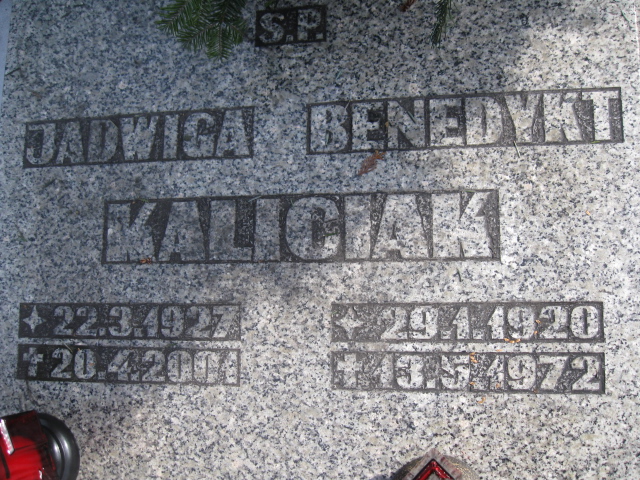 S.P.
JADWIGA BENEDYKT
KALICIAK
22.3.1927 29.1.1920
20.4.2001 13.5.1972